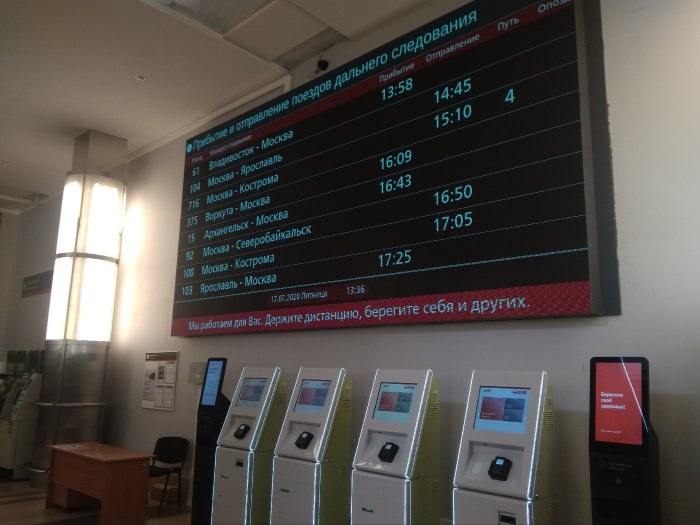 Прибытие и отправление поездов дальнего следования
Поезд Маршрут следования Прибытие Отправление Путь
61 Владивосток - Москва 13:58
104 Москва - Ярославль 14:45 4
716 Москва - Кострома 15:10
375 Воркута - Москва 16:09
15 Архангельск - Москва 16:43
92 Москва - Северобайкальск 16:50
108 Москва - Кострома 17:05
103 Ярославль - Москва 17:25
17.07.2020 Пятница 13:36
Мы работаем для Вас. Держите дистанцию, берегите себя и других.
Берегите
своё
здоровье!